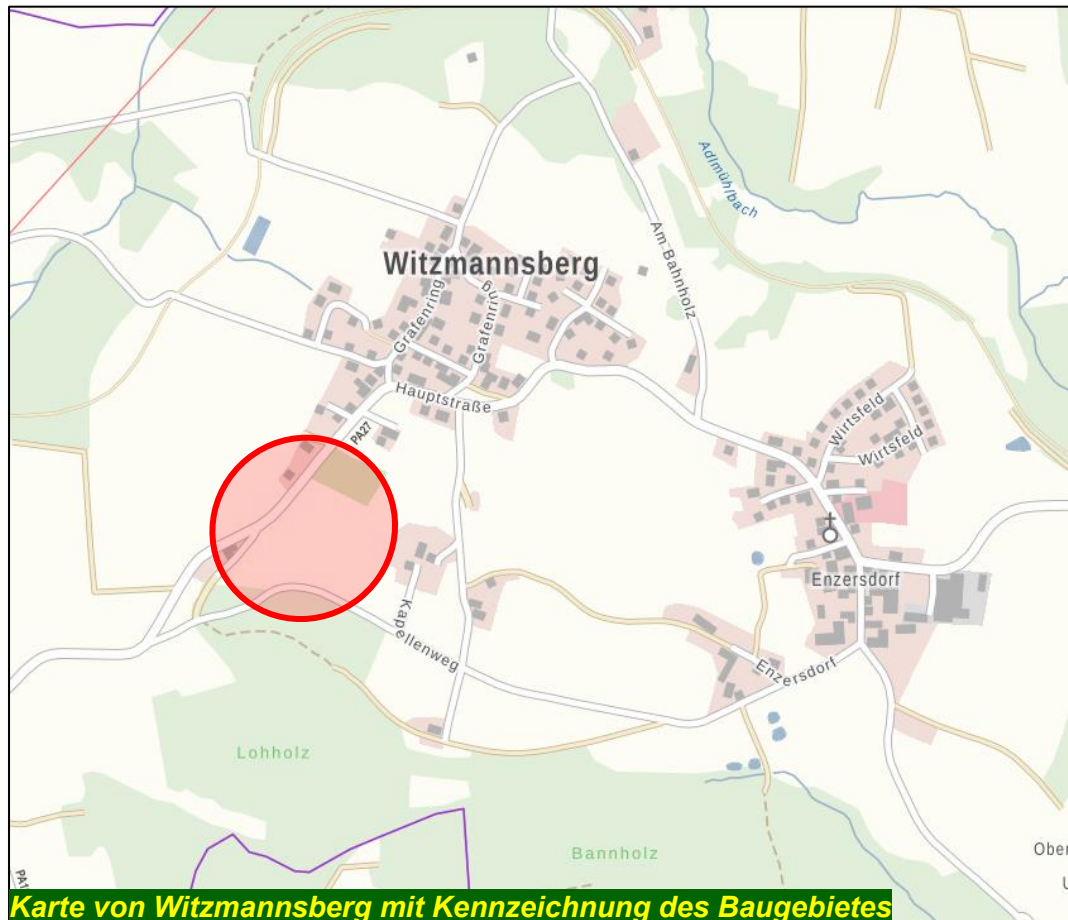 Adlmühlbach
Am Bahnholz
Witzmannsberg
Grafenring
Grafenring
Hauptstraße
PA27
Wirtsfeld
Wirtsfeld
Enzersdorf
Kapellenweg
Enzersdorf
Lohholz
Bannholz
Ober
U
PA1
Karte von Witzmannsberg mit Kennzeichnung des Baugebietes